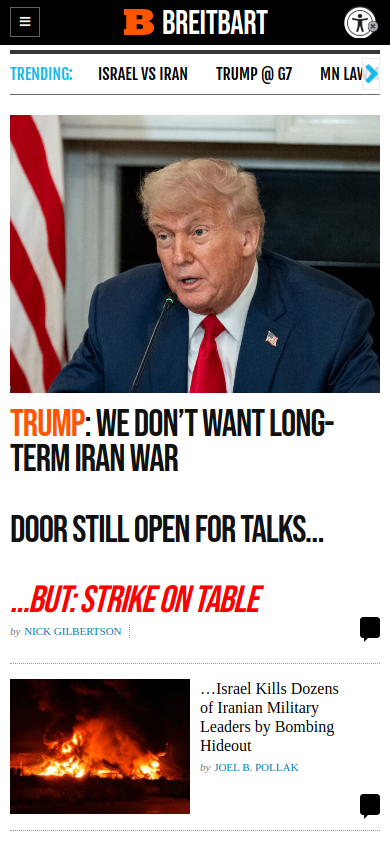 B BREITBART
TRENDING: ISRAEL VS IRAN TRUMP @ G7 MN LAW
TRUMP: WE DON’T WANT LONG-
TERM IRAN WAR
DOOR STILL OPEN FOR TALKS…
…BUT: STRIKE ON TABLE
by NICK GILBERTSON
…Israel Kills Dozens
of Iranian Military
Leaders by Bombing
Hideout
by JOEL B. POLLAK